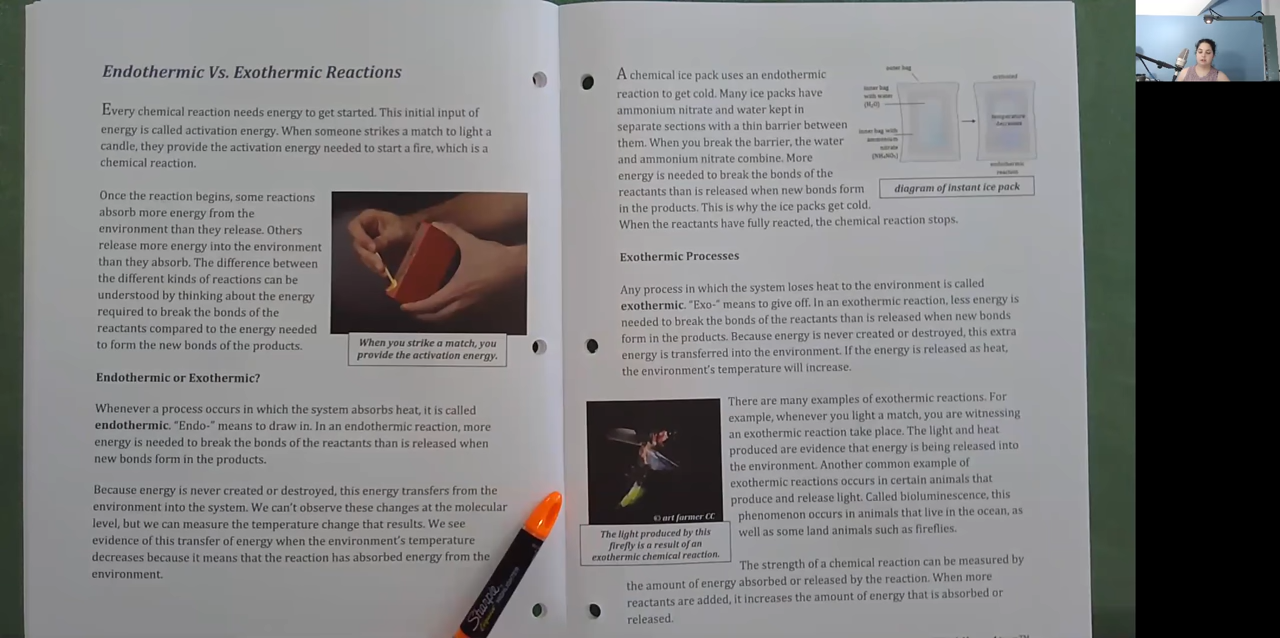 Endothermic Vs. Exothermic Reactions
Every chemical reaction needs energy to get started. This initial input of
energy is called activation energy. When someone strikes a match to light a
candle, they provide the activation energy needed to start a fire, which is a
chemical reaction.
Once the reaction begins, some reactions
absorb more energy from the
environment than they release. Others
release more energy into the environment
than they absorb. The difference between
the different kinds of reactions can be
understood by thinking about the energy
required to break the bonds of the
reactants compared to the energy needed
to form the new bonds of the products.
When you strike a match, you
provide the activation energy.
Endothermic or Exothermic?
Whenever a process occurs in which the system absorbs heat, it is called
endothermic. "Endo-" means to draw in. In an endothermic reaction, more
energy is needed to break the bonds of the reactants than is released when
new bonds form in the products.
Because energy is never created or destroyed, this energy transfers from the
environment into the system. We can't observe these changes at the molecular
level, but we can measure the temperature change that results. We see
evidence of this transfer of energy when the environment's temperature
decreases because it means that the reaction has absorbed energy from the
environment.
Sharpie
A chemical ice pack uses an endothermic
reaction to get cold. Many ice packs have
ammonium nitrate and water kept in
separate sections with a thin barrier between
them. When you break the barrier, the water
and ammonium nitrate combine. More
energy is needed to break the bonds of the
reactants than is released when new bonds form
in the products. This is why the ice packs get cold.
When the reactants have fully reacted, the chemical reaction stops.
outer bag
inner bag
with water
(H₂O)
inner bag with
ammonium
nitrate
(NH₄NO₃)
activated
temperature
decreases
endothermic
reaction
diagram of instant ice pack
Exothermic Processes
Any process in which the system loses heat to the environment is called
exothermic. "Exo-" means to give off. In an exothermic reaction, less energy is
needed to break the bonds of the reactants than is released when new bonds
form in the products. Because energy is never created or destroyed, this extra
energy is transferred into the environment. If the energy is released as heat,
the environment's temperature will increase.
There are many examples of exothermic reactions. For
example, whenever you light a match, you are witnessing
an exothermic reaction take place. The light and heat
produced are evidence that energy is being released into
the environment. Another common example of
exothermic reactions occurs in certain animals that
produce and release light. Called bioluminescence, this
phenomenon occurs in animals that live in the ocean, as
well as some land animals such as fireflies.
© art farmer CC
The light produced by this
firefly is a result of an
exothermic chemical reaction.
The strength of a chemical reaction can be measured by
the amount of energy absorbed or released by the reaction. When more
reactants are added, it increases the amount of energy that is absorbed or
released.